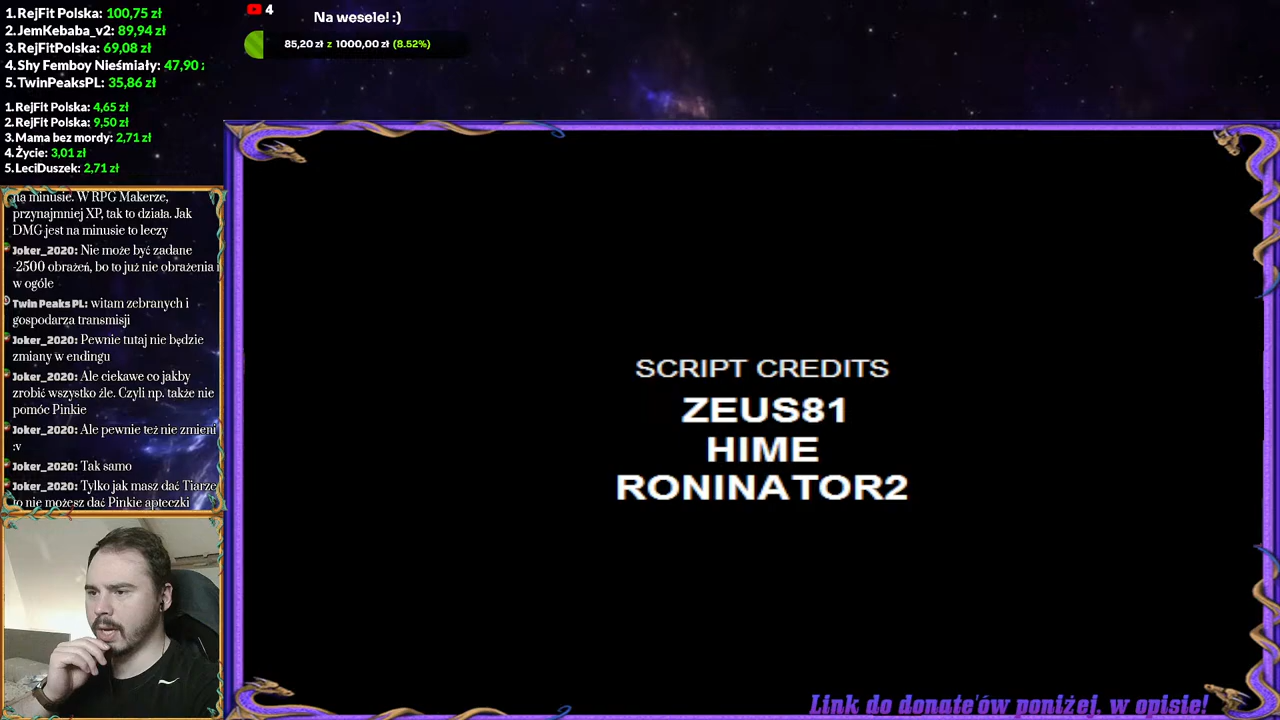 1.RejFit Polska: 100,75 zł
2.JemKebaba_v2: 89,94 zł
3.RejFitPolska: 69,08 zł
4.Shy Femboy Nieśmiały: 47,90
5.TwinPeaksPL: 35,86 zł
1.RejFit Polska: 4,65 zł
2.RejFit Polska: 9,50 zł
3.Mama bez mordy: 2,71 zł
4.Życie: 3,01 zł
5.LeciDuszek: 2,71 zł
4
Na wesele! :)
85,20 zł z 1000,00 zł (8.52%)
na minusie. W RPG Makerze,
przynajmniej XP, tak to działa. Jak
DMG jest na minusie to leczy
Joker_2020: Nie może być zadane
-2500 obrażeń, bo to już nie obrażenia i
w ogóle
Twin Peaks PL: witam zebranych i
gospodarza transmisji
Joker_2020: Pewnie tutaj nie będzie
zmiany w endingu
Joker_2020: Ale ciekawe co jakby
zrobić wszystko źle. Czyli np. także nie
pomóc Pinkie
Joker_2020: Ale pewnie też nie zmieni
:v
Joker_2020: Tak samo
Joker_2020: Tylko jak masz dać Tiarze
to nie możesz dać Pinkie apteczki
SCRIPT CREDITS
ZEUS81
HIME
RONINATOR2
Link do donate'ów poniżej, w opisie!